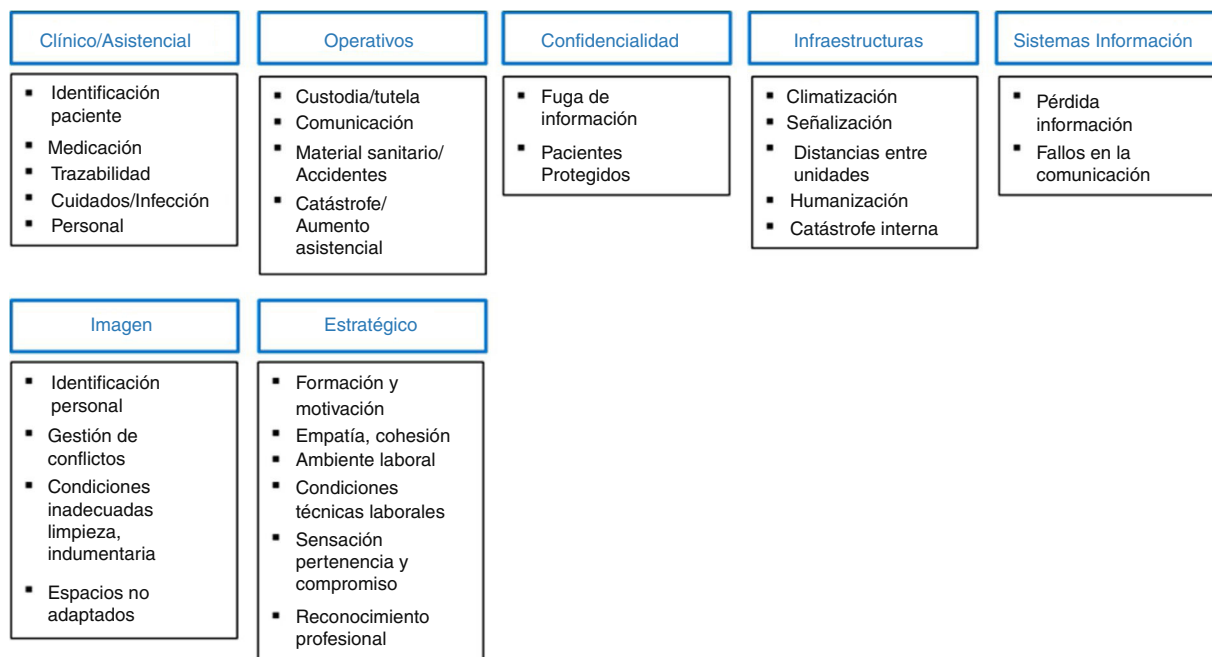 Clínico/Asistencial
Identificación
paciente
Medicación
Trazabilidad
Cuidados/Infección
Personal
Operativos
Custodia/tutela
Comunicación
Material sanitario/
Accidentes
Catástrofe/
Aumento
asistencial
Confidencialidad
Fuga de
información
Pacientes
Protegidos
Infraestructuras
Climatización
Señalización
Distancias entre
unidades
Humanización
Catástrofe interna
Sistemas Información
Pérdida
información
Fallos en la
comunicación
Imagen
Identificación
personal
Gestión de
conflictos
Condiciones
inadecuadas
limpieza,
indumentaria
Espacios no
adaptados
Estratégico
Formación y
motivación
Empatía, cohesión
Ambiente laboral
Condiciones
técnicas laborales
Sensación
pertenencia y
compromiso
Reconocimiento
profesional